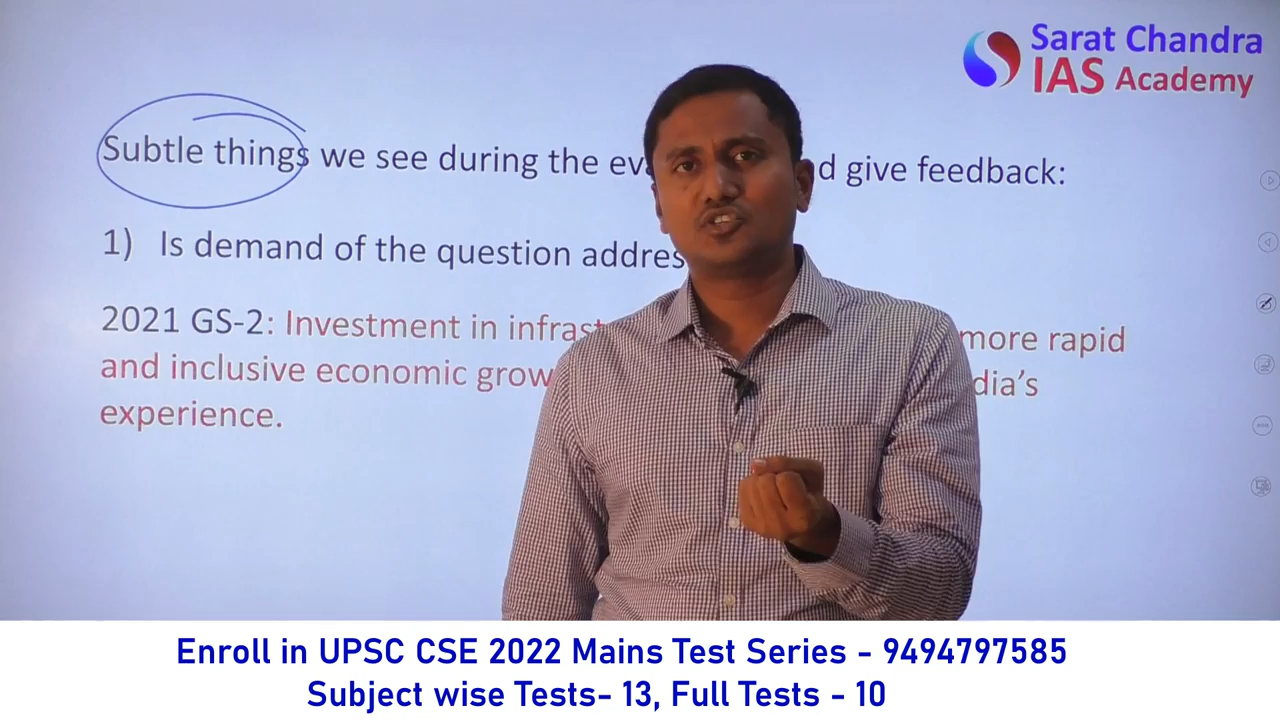 Sarat Chandra
IAS Academy
Subtle things we see during the d give feedback:
1) Is demand of the question addres
2021 GS-2: Investment in infrast more rapid
and inclusive economic grow dia’s
experience.
Enroll in UPSC CSE 2022 Mains Test Series - 9494797585
Subject wise Tests- 13, Full Tests - 10